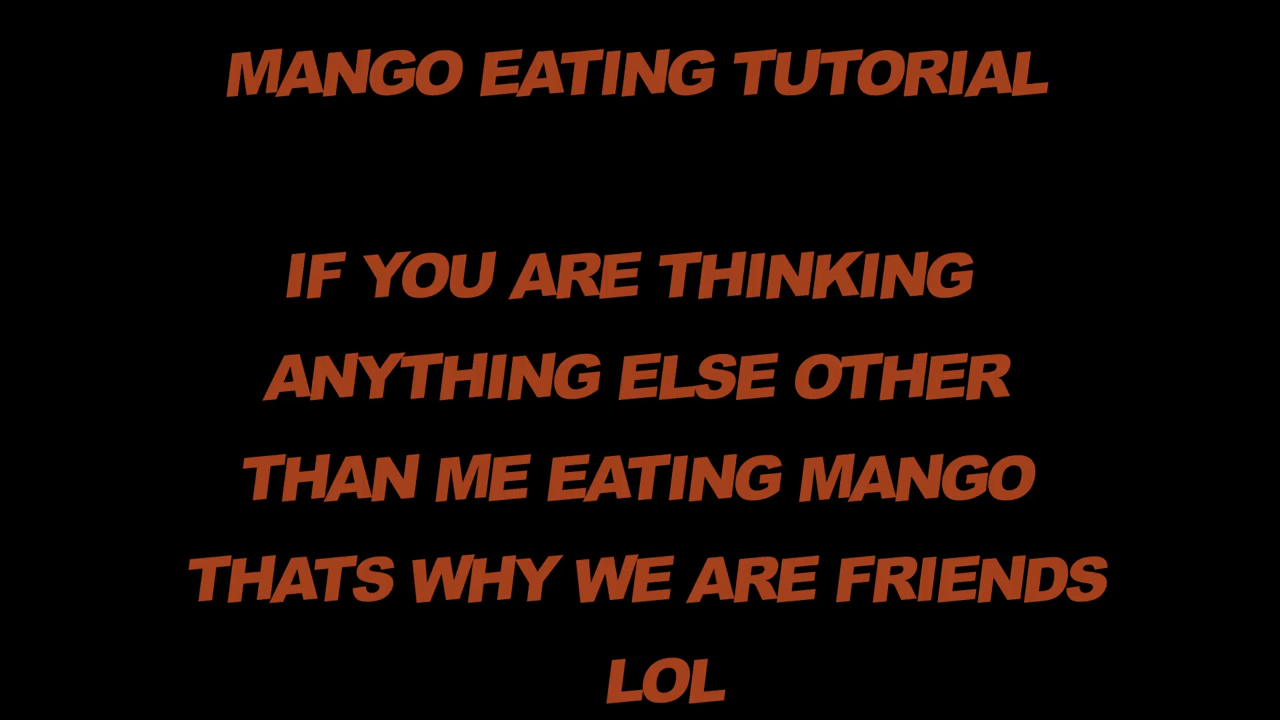 MANGO EATING TUTORIAL
IF YOU ARE THINKING
ANYTHING ELSE OTHER
THAN ME EATING MANGO
THATS WHY WE ARE FRIENDS
LOL